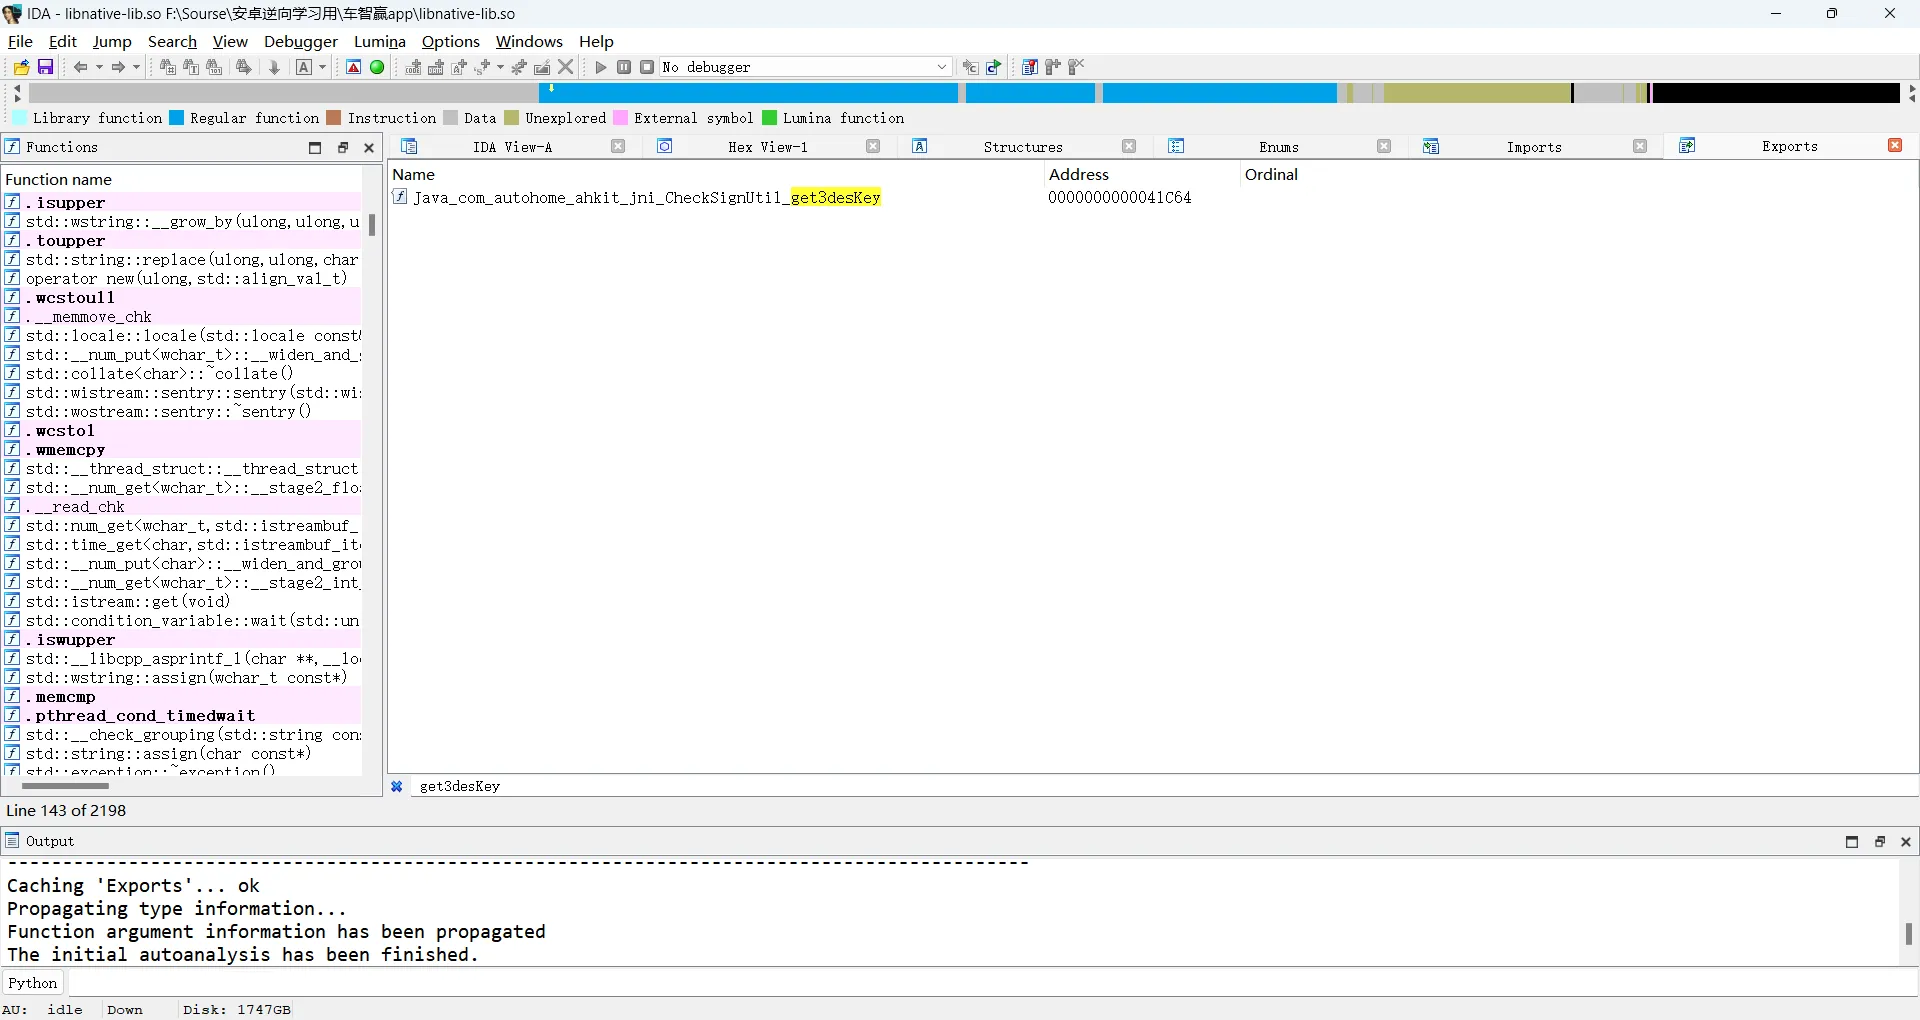 IDA - libnative-lib.so F:\Sourse\安卓逆向学习用\车智赢app\libnative-lib.so
File Edit Jump Search View Debugger Lumina Options Windows Help
No debugger
Library function Regular function Instruction Data Unexplored External symbol Lumina function
Functions
IDA View-A Hex View-1 Structures Enums Imports Exports
Function name
.isupper
std::wstring::__grow_by(ulong,ulong,u
.toupper
std::string::replace(ulong,ulong,char
operator new(ulong,std::align_val_t)
.wcstoull
.__memmove_chk
std::locale::locale(std::locale const&
std::__num_put<wchar_t>::__widen_and_
std::collate<char>::~collate()
std::wistream::sentry::sentry(std::wi
std::wostream::sentry::~sentry()
.wcstol
.wmemcpy
std::__thread_struct::__thread_struct
std::__num_get<wchar_t>::__stage2_flo
.__read_chk
std::num_get<wchar_t,std::istreambuf_
std::time_get<char,std::istreambuf_it
std::__num_put<char>::__widen_and_gro
std::__num_get<wchar_t>::__stage2_int_
std::istream::get(void)
std::condition_variable::wait(std::un
.iswupper
std::__libcpp_asprintf_l(char **,__lo
std::wstring::assign(wchar_t const*)
.memcmp
.pthread_cond_timedwait
std::__check_grouping(std::string con
std::string::assign(char const*)
std::exception::~exception()
Line 143 of 2198
Name Address Ordinal
Java_com_autohome_ahkit_jni_CheckSignUtil_get3desKey 0000000000041C64
get3desKey
Output
Caching 'Exports'... ok
Propagating type information...
Function argument information has been propagated
The initial autoanalysis has been finished.
Python
AU: idle Down Disk: 1747GB